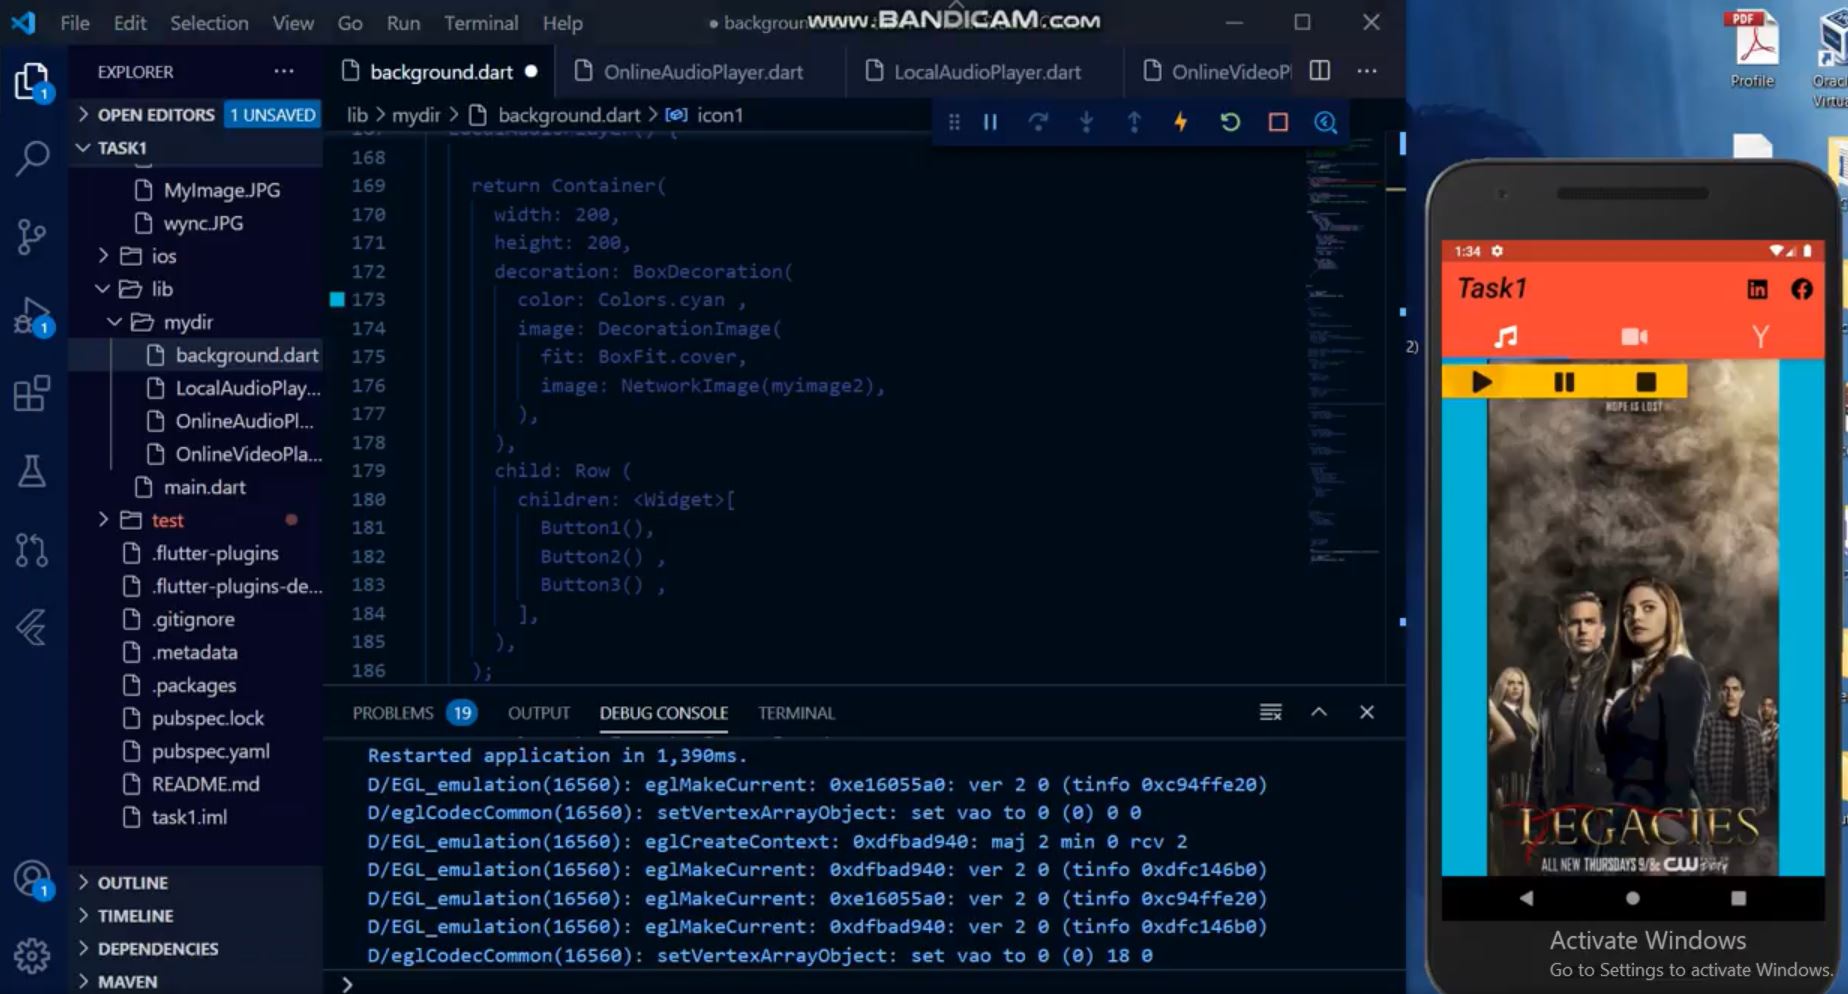 File Edit Selection View Go Run Terminal Help
www.BANDICAM.com
EXPLORER
OPEN EDITORS 1 UNSAVED
TASK1
MyImage.JPG
wync.JPG
ios
lib
mydir
background.dart
LocalAudioPlay...
OnlineAudioPl...
OnlineVideoPla...
main.dart
test
.flutter-plugins
.flutter-plugins-de...
.gitignore
.metadata
.packages
pubspec.lock
pubspec.yaml
README.md
task1.iml
OUTLINE
TIMELINE
DEPENDENCIES
MAVEN
1
1
1
background.dart OnlineAudioPlayer.dart LocalAudioPlayer.dart OnlineVideoPl
lib > mydir > background.dart > icon1
168
169 return Container(
170 width: 200,
171 height: 200,
172 decoration: BoxDecoration(
173 color: Colors.cyan ,
174 image: DecorationImage(
175 fit: BoxFit.cover,
176 image: NetworkImage(myimage2),
177 ),
178 ),
179 child: Row (
180 children: <Widget>[
181 Button1(),
182 Button2() ,
183 Button3() ,
184 ],
185 ),
186 );
PROBLEMS 19 OUTPUT DEBUG CONSOLE TERMINAL
Restarted application in 1,390ms.
D/EGL_emulation(16560): eglMakeCurrent: 0xe16055a0: ver 2 0 (tinfo 0xc94ffe20)
D/eglCodecCommon(16560): setVertexArrayObject: set vao to 0 (0) 0 0
D/EGL_emulation(16560): eglCreateContext: 0xdfbad940: maj 2 min 0 rcv 2
D/EGL_emulation(16560): eglMakeCurrent: 0xdfbad940: ver 2 0 (tinfo 0xdfc146b0)
D/EGL_emulation(16560): eglMakeCurrent: 0xe16055a0: ver 2 0 (tinfo 0xc94ffe20)
D/EGL_emulation(16560): eglMakeCurrent: 0xdfbad940: ver 2 0 (tinfo 0xdfc146b0)
D/eglCodecCommon(16560): setVertexArrayObject: set vao to 0 (0) 18 0
PDF
Profile
2)
1:34
Task1
HOPE IS LOST
LEGACIES
ALL NEW THURSDAYS 9/8c CW
Activate Windows
Go to Settings to activate Windows.